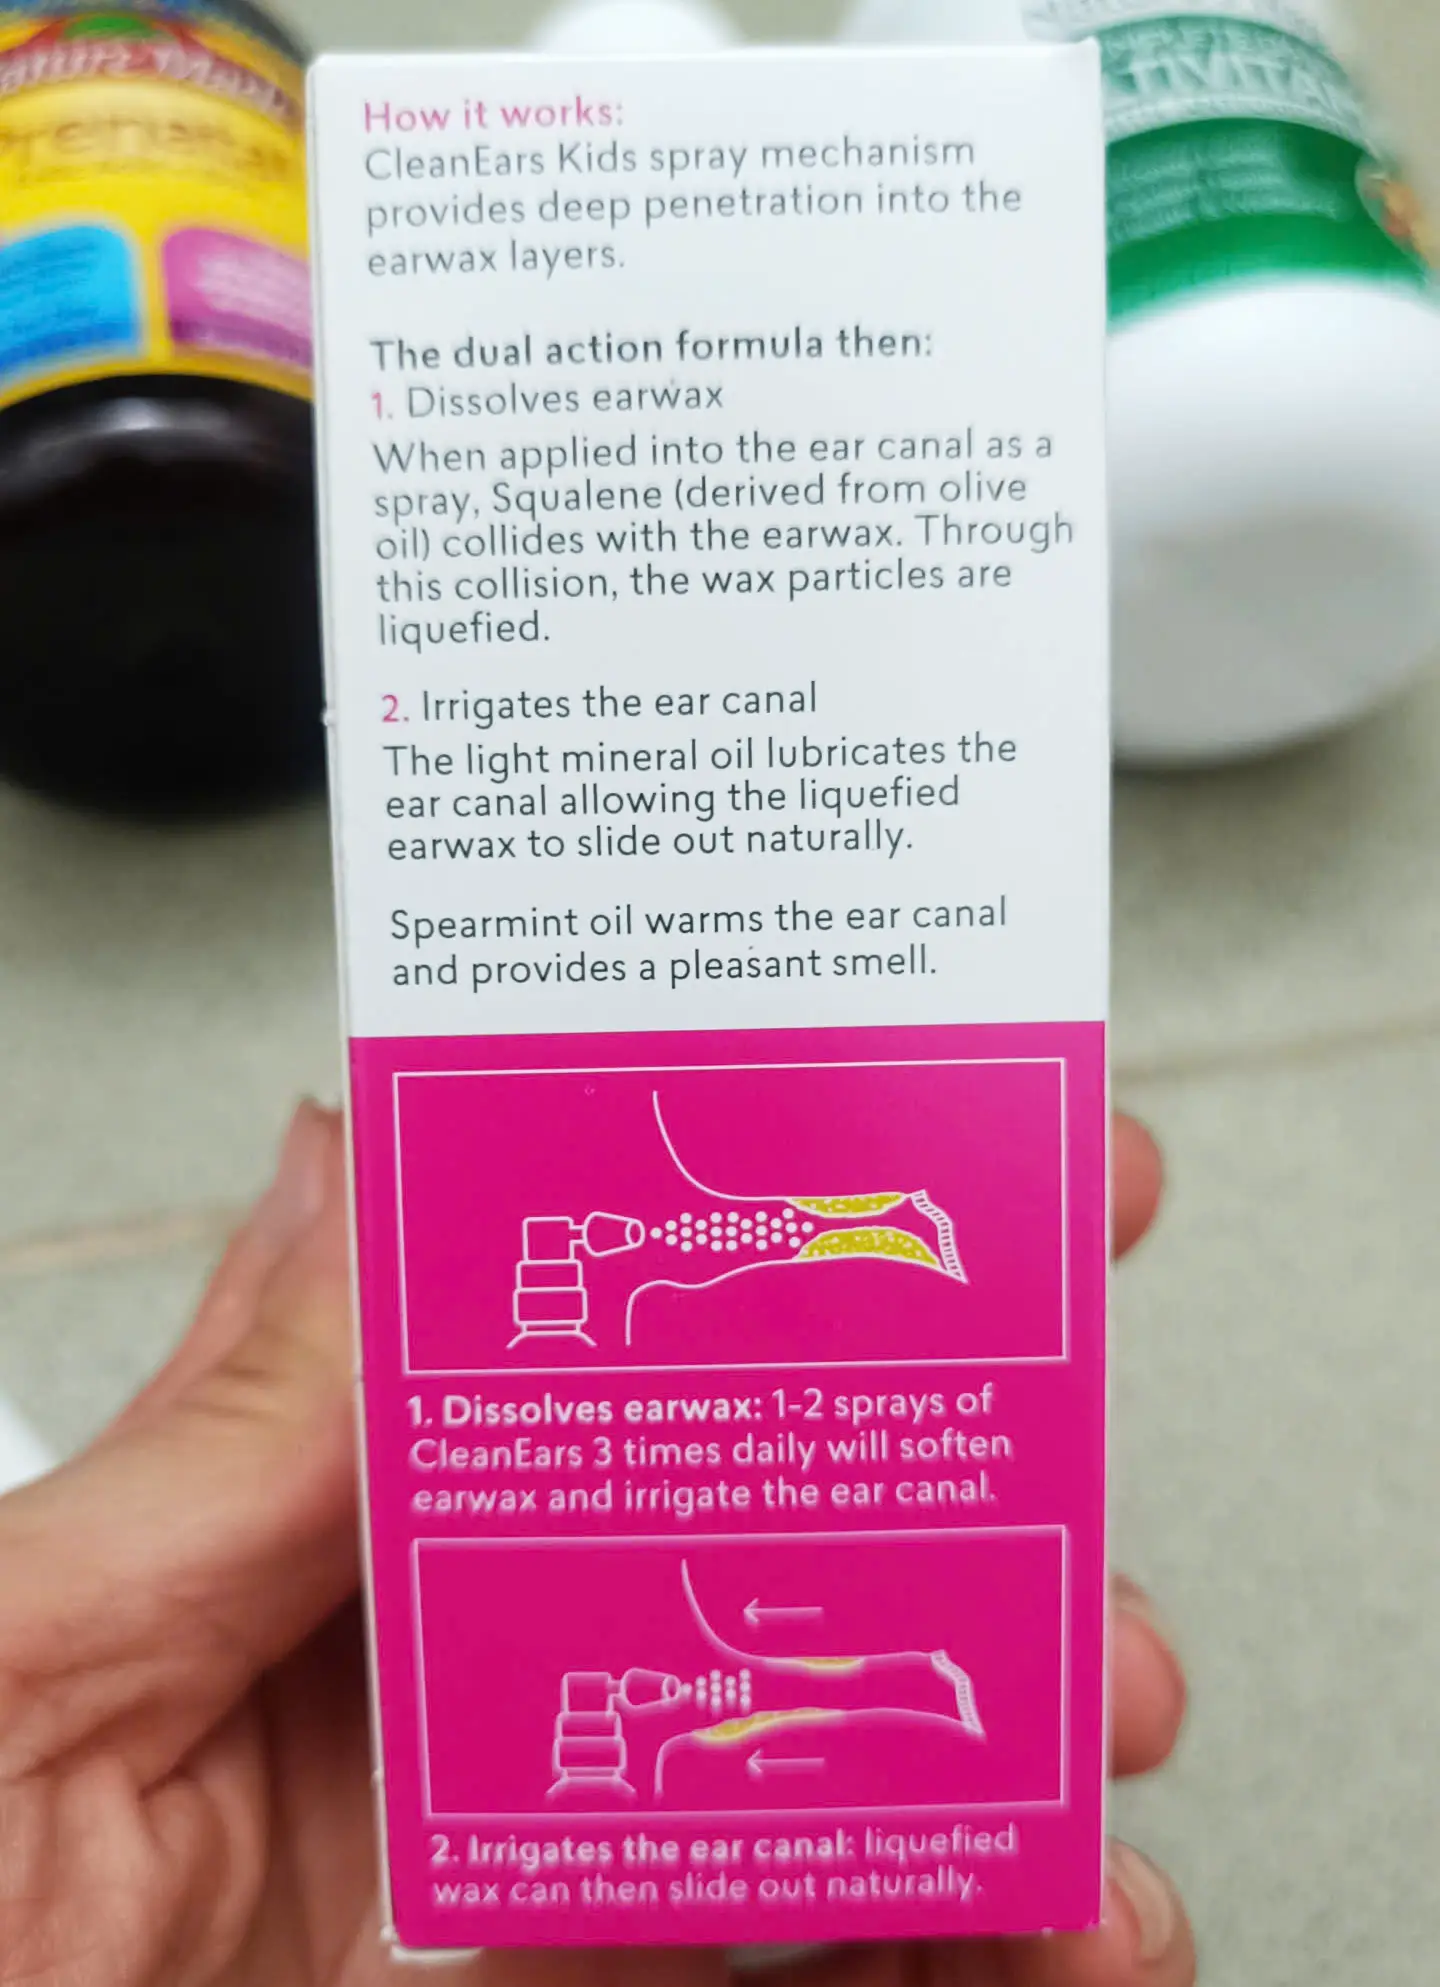 How it works:
CleanEars Kids spray mechanism
provides deep penetration into the
earwax layers.
The dual action formula then:
1. Dissolves earwax
When applied into the ear canal as a
spray, Squalene (derived from olive
oil) collides with the earwax. Through
this collision, the wax particles are
liquefied.
2. Irrigates the ear canal
The light mineral oil lubricates the
ear canal allowing the liquefied
earwax to slide out naturally.
Spearmint oil warms the ear canal
and provides a pleasant smell.
1. Dissolves earwax: 1-2 sprays of
CleanEars 3 times daily will soften
earwax and irrigate the ear canal.
2. Irrigates the ear canal: liquefied
wax can then slide out naturally.